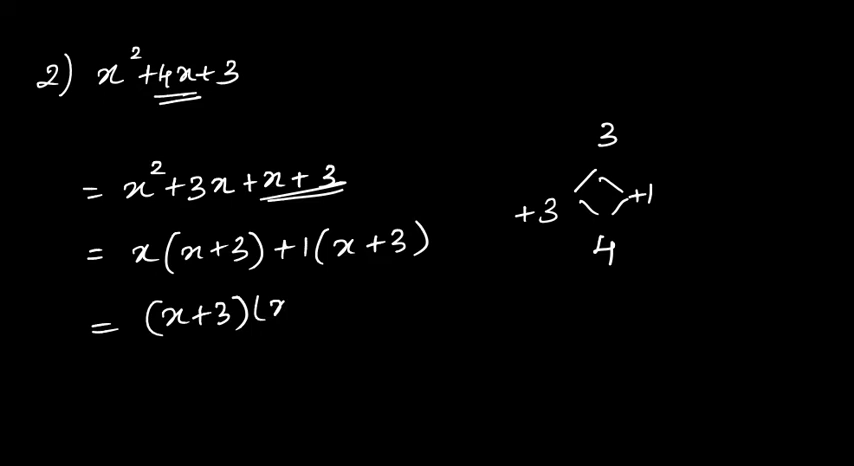 2) x²+4x+3
= x²+3x+x+3
= x(x+3)+1(x+3)
= (x+3)(x
3
+3 +1
4